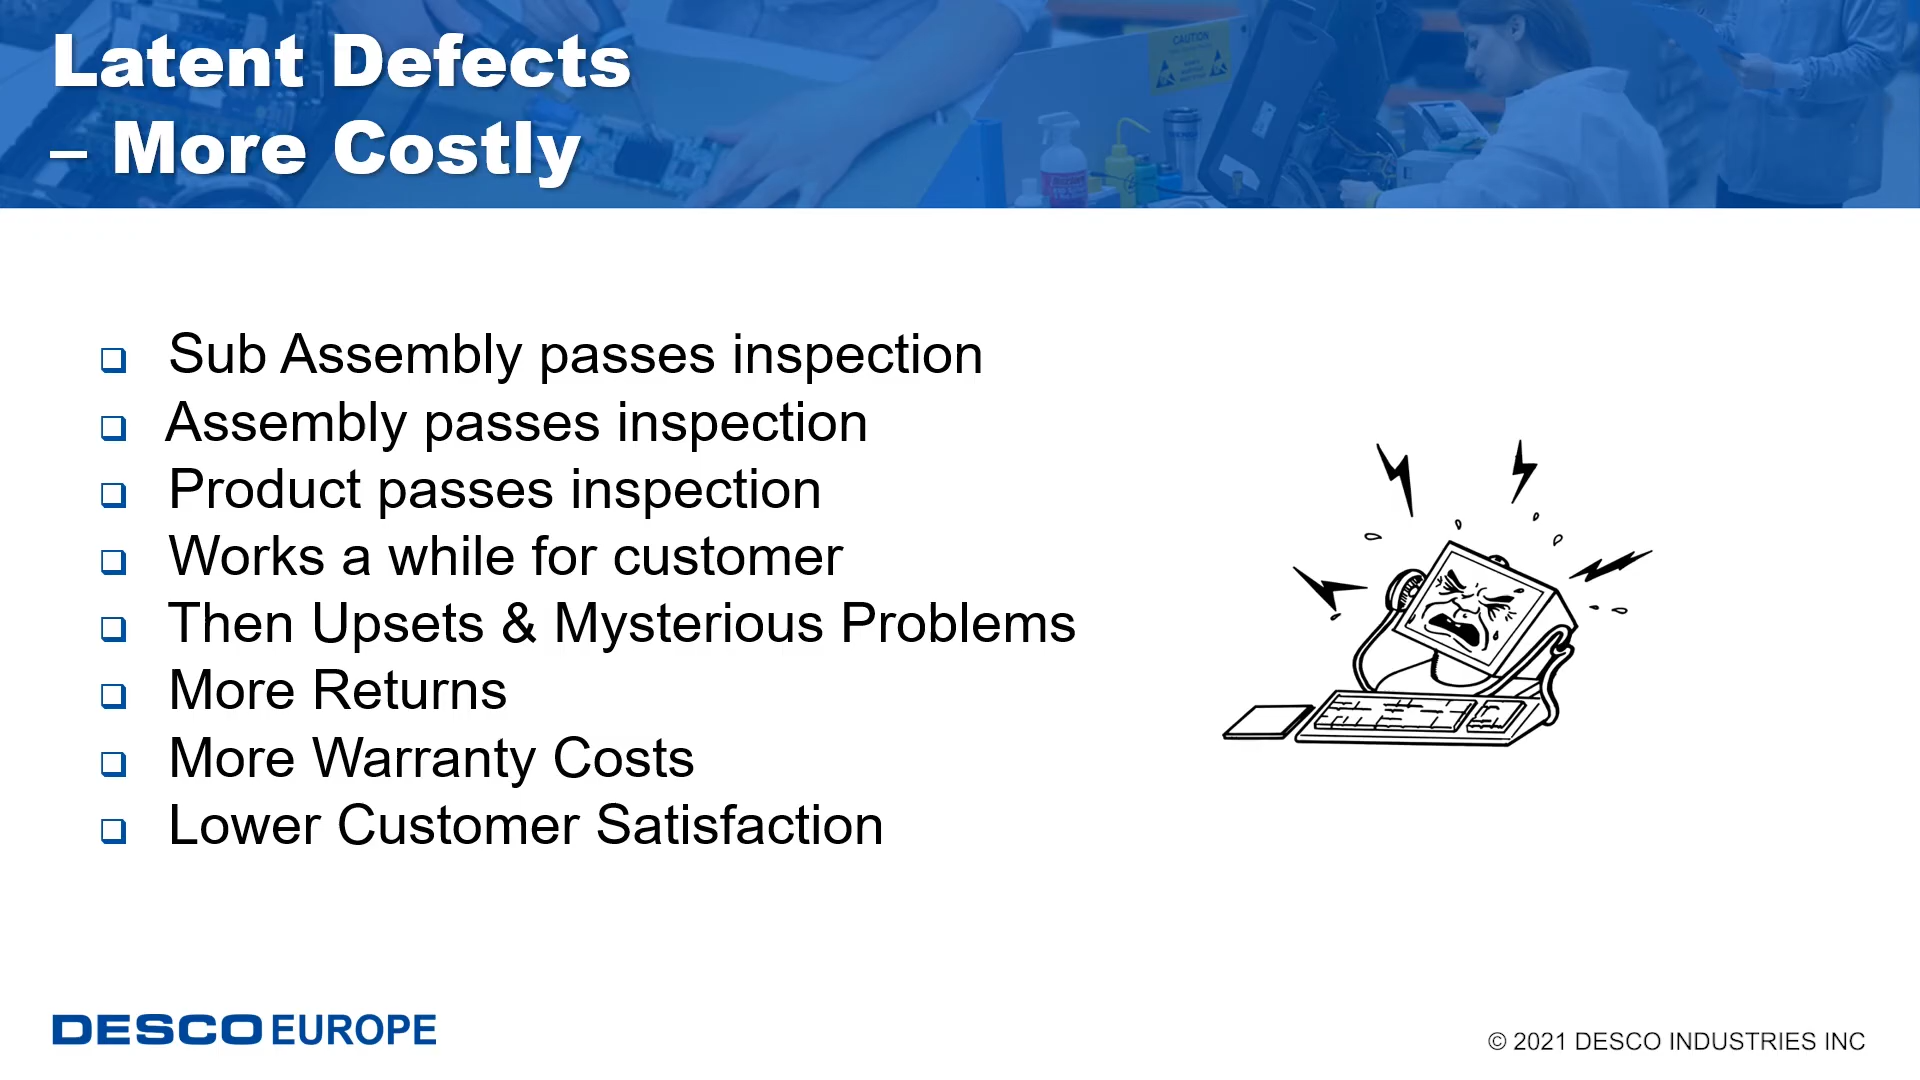 Latent Defects
– More Costly
CAUTION
Sub Assembly passes inspection
Assembly passes inspection
Product passes inspection
Works a while for customer
Then Upsets & Mysterious Problems
More Returns
More Warranty Costs
Lower Customer Satisfaction
DESCO EUROPE
© 2021 DESCO INDUSTRIES INC